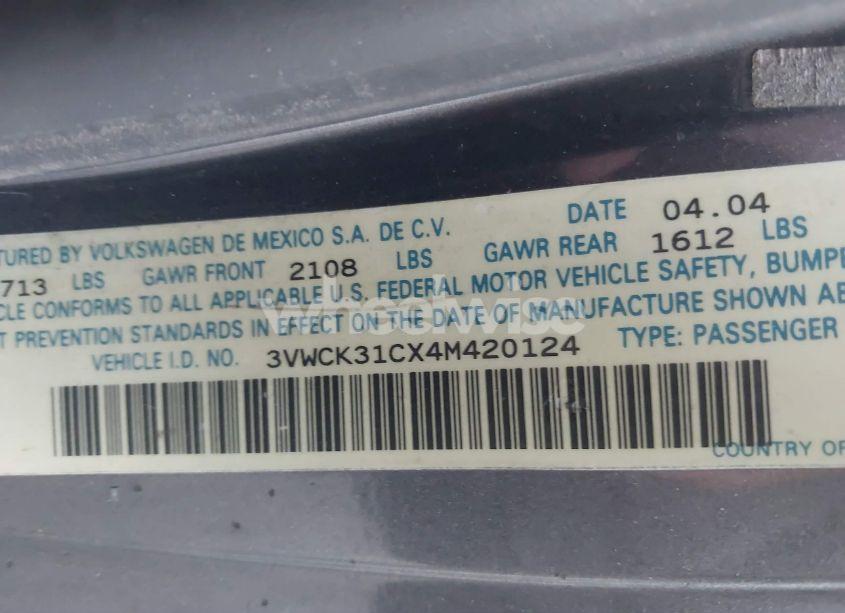 TURED BY VOLKSWAGEN DE MEXICO S.A. DE C.V. DATE 04.04
713 LBS GAWR FRONT 2108 LBS GAWR REAR 1612 LBS
CLE CONFORMS TO ALL APPLICABLE U.S. FEDERAL MOTOR VEHICLE SAFETY, BUMPE
T PREVENTION STANDARDS IN EFFECT ON THE DATE OF MANUFACTURE SHOWN AB
VEHICLE I.D. NO. 3VWCK31CX4M420124 TYPE: PASSENGER
COUNTRY OF
wheelwise